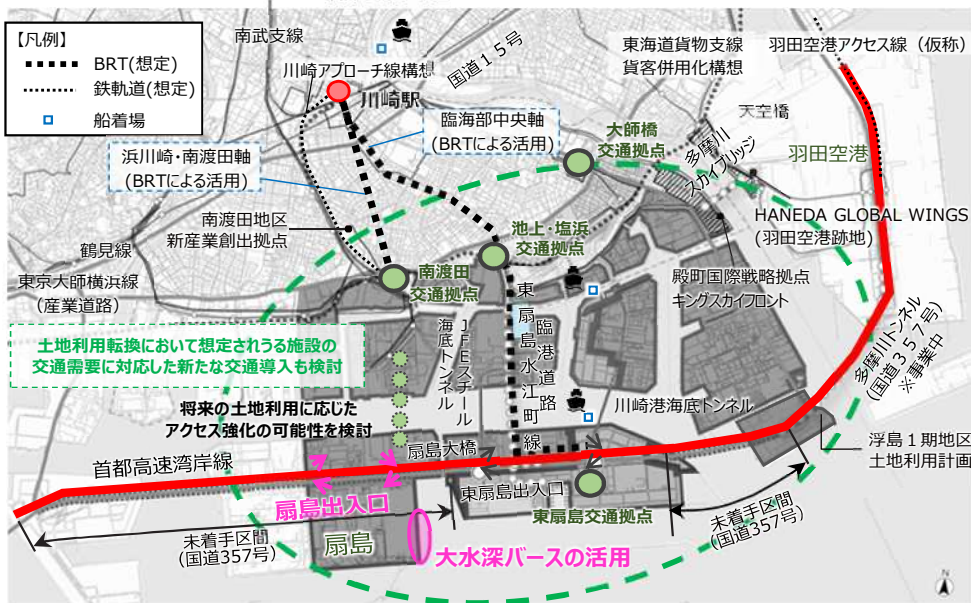 【凡例】
BRT(想定)
鉄軌道(想定)
船着場
南武支線
川崎アプローチ線構想
国道15号
川崎駅
東海道貨物支線
貨客併用化構想
羽田空港アクセス線（仮称）
天空橋
臨海部中央軸
(BRTによる活用)
大師橋
交通拠点
多摩川
スカイブリッジ
羽田空港
浜川崎・南渡田軸
(BRTによる活用)
南渡田地区
新産業創出拠点
HANEDA GLOBAL WINGS
(羽田空港跡地)
池上・塩浜
交通拠点
鶴見線
東京大師横浜線
（産業道路）
南渡田
交通拠点
殿町国際戦略拠点
キングスカイフロント
土地利用転換において想定されうる施設の
交通需要に対応した新たな交通導入も検討
JFEスチール
海底トンネル
臨港道路
東扇島水江町線
多摩川トンネル
(国道357号)
※事業中
将来の土地利用に応じた
アクセス強化の可能性を検討
川崎港海底トンネル
扇島大橋
浮島1期地区
土地利用計画
首都高速湾岸線
扇島出入口
東扇島出入口
東扇島交通拠点
未着手区間
(国道357号)
未着手区間
(国道357号)
扇島
大水深バースの活用
N